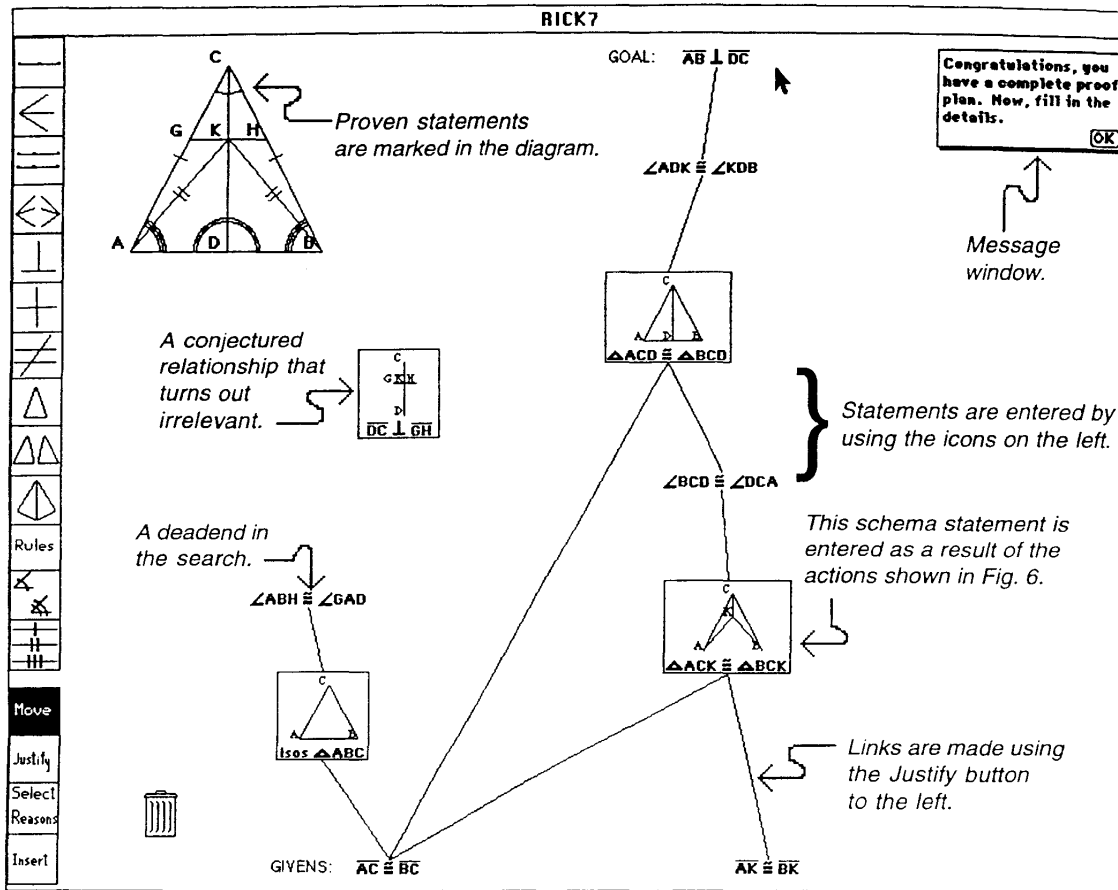 RICK7
C
G K H
A D B
Proven statements
are marked in the diagram.
GOAL: AB ⊥ DC
Congratulations, you
have a complete proof
plan. Now, fill in the
details.
OK
Message
window.
∠ADK ≅ ∠KDB
C
A D B
△ACD ≅ △BCD
A conjectured
relationship that
turns out
irrelevant.
C
G K H
D
DC ⊥ GH
Statements are entered by
using the icons on the left.
∠BCD ≅ ∠DCA
A deadend in
the search.
∠ABH ≅ ∠GAD
This schema statement is
entered as a result of the
actions shown in Fig. 6.
C
K
A B
△ACK ≅ △BCK
C
A B
Isos △ABC
Links are made using
the Justify button
to the left.
Rules
Move
Justify
Select
Reasons
Insert
GIVENS: AC ≅ BC
AK ≅ BK